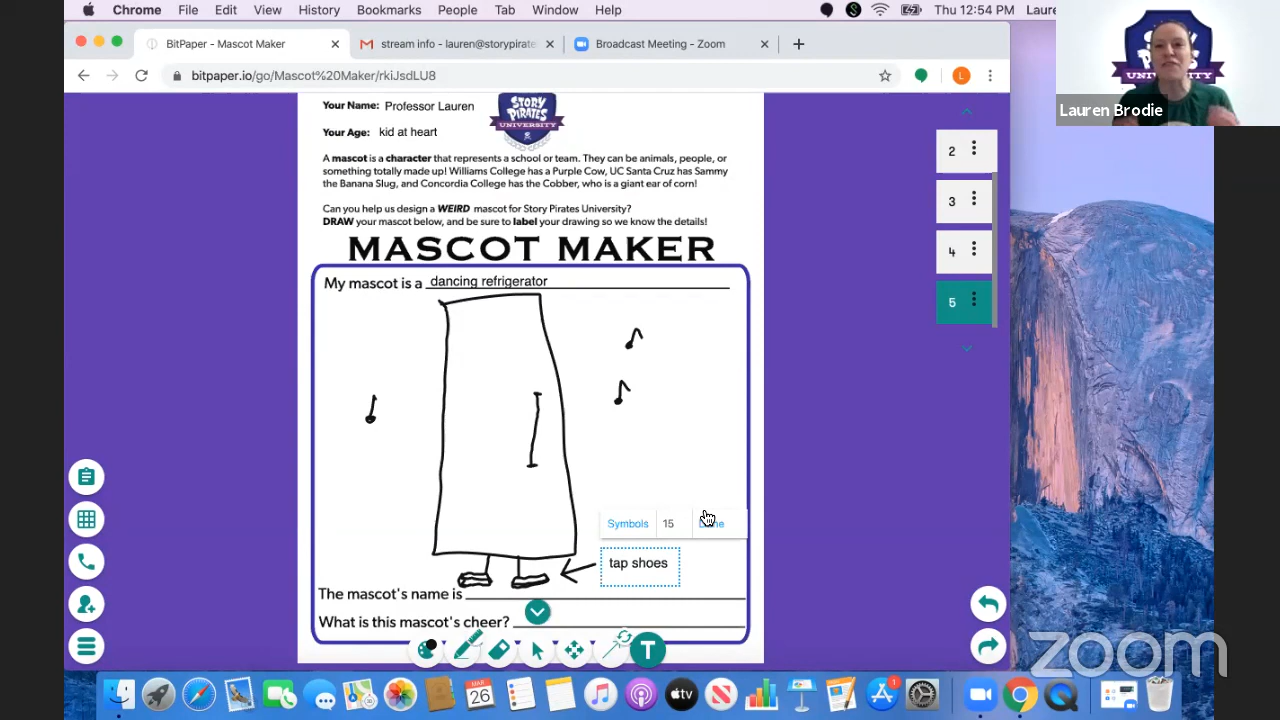 Chrome File Edit View History Bookmarks People Tab Window Help
Thu 12:54 PM Laure
BitPaper - Mascot Maker
stream info - lauren@storypirate
Broadcast Meeting - Zoom
bitpaper.io/go/Mascot%20Maker/rkiJsdLU8
L
STORY PIRATES UNIVERSITY
Lauren Brodie
Your Name: Professor Lauren
STORY PIRATES UNIVERSITY
Your Age: kid at heart
A mascot is a character that represents a school or team. They can be animals, people, or
something totally made up! Williams College has a Purple Cow, UC Santa Cruz has Sammy
the Banana Slug, and Concordia College has the Cobber, who is a giant ear of corn!
Can you help us design a WEIRD mascot for Story Pirates University?
DRAW your mascot below, and be sure to label your drawing so we know the details!
MASCOT MAKER
My mascot is a dancing refrigerator
2
3
4
5
Symbols 15
tap shoes
The mascot's name is
What is this mascot's cheer?
T
MAR
26
tv
1
zoom